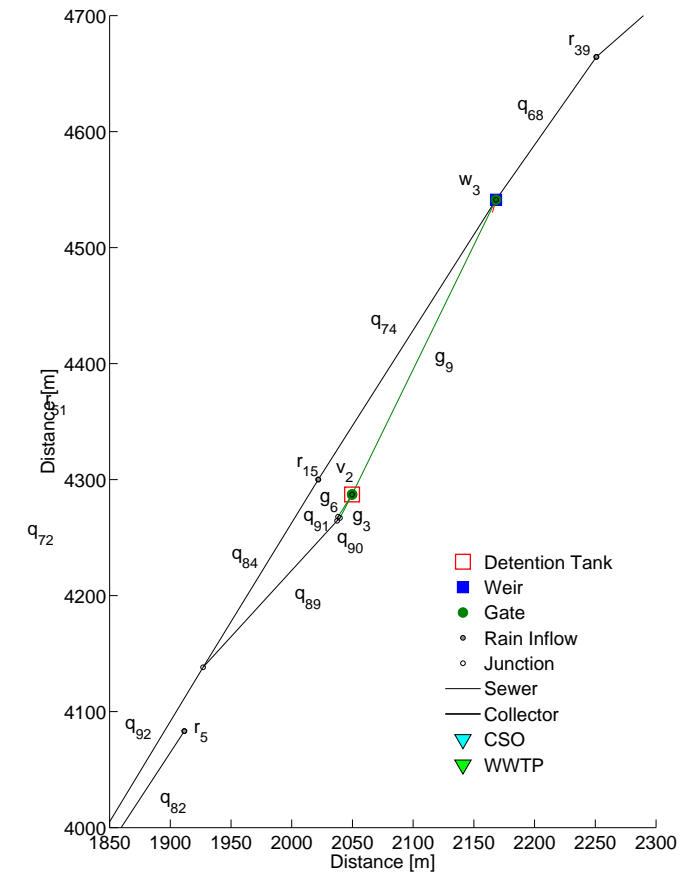 4700
r39
4600
q68
w3
4500
q74
4400
g9
Distance [m]
r15
v2
4300
g6
g3
q91
q90
q72
q84
4200
q89
Detention Tank
Weir
Gate
Rain Inflow
Junction
Sewer
Collector
CSO
WWTP
4100
q92
r5
q82
4000
1850 1900 1950 2000 2050 2100 2150 2200 2250 2300
Distance [m]